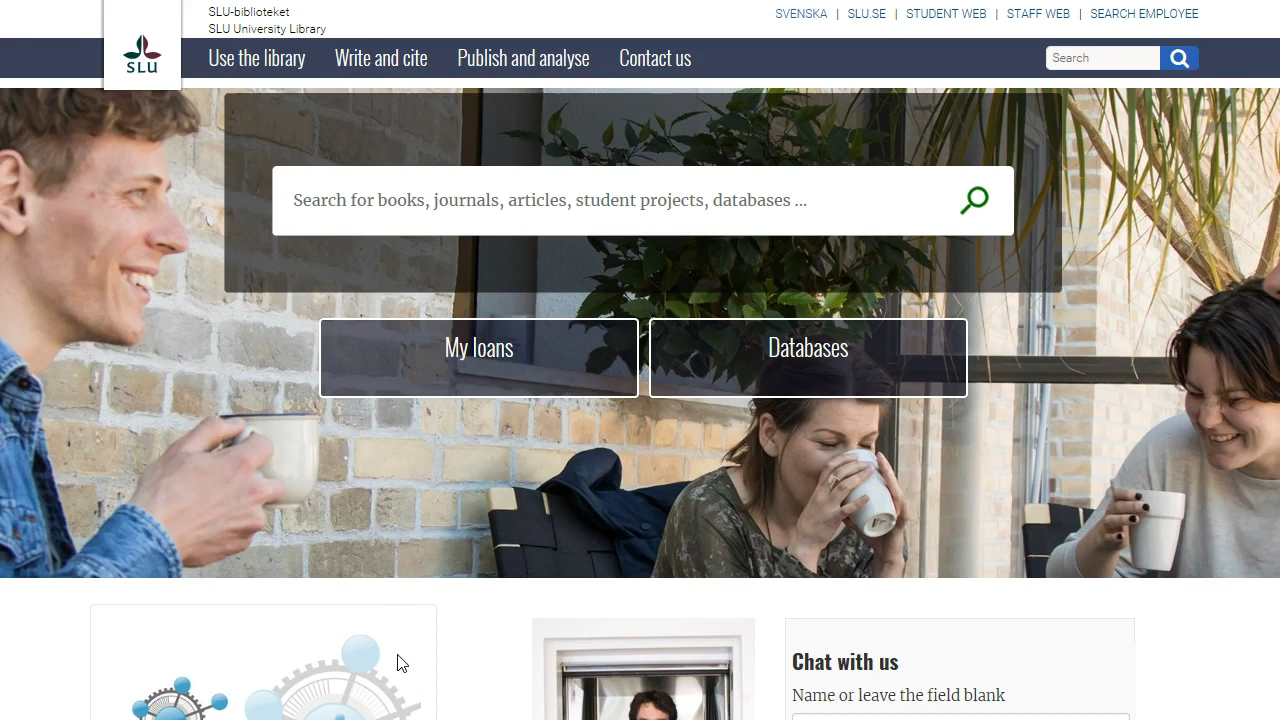 SLU-biblioteket
SLU University Library
SVENSKA | SLU.SE | STUDENT WEB | STAFF WEB | SEARCH EMPLOYEE
SLU
Use the library Write and cite Publish and analyse Contact us Search
Search for books, journals, articles, student projects, databases ...
My loans Databases
Chat with us
Name or leave the field blank